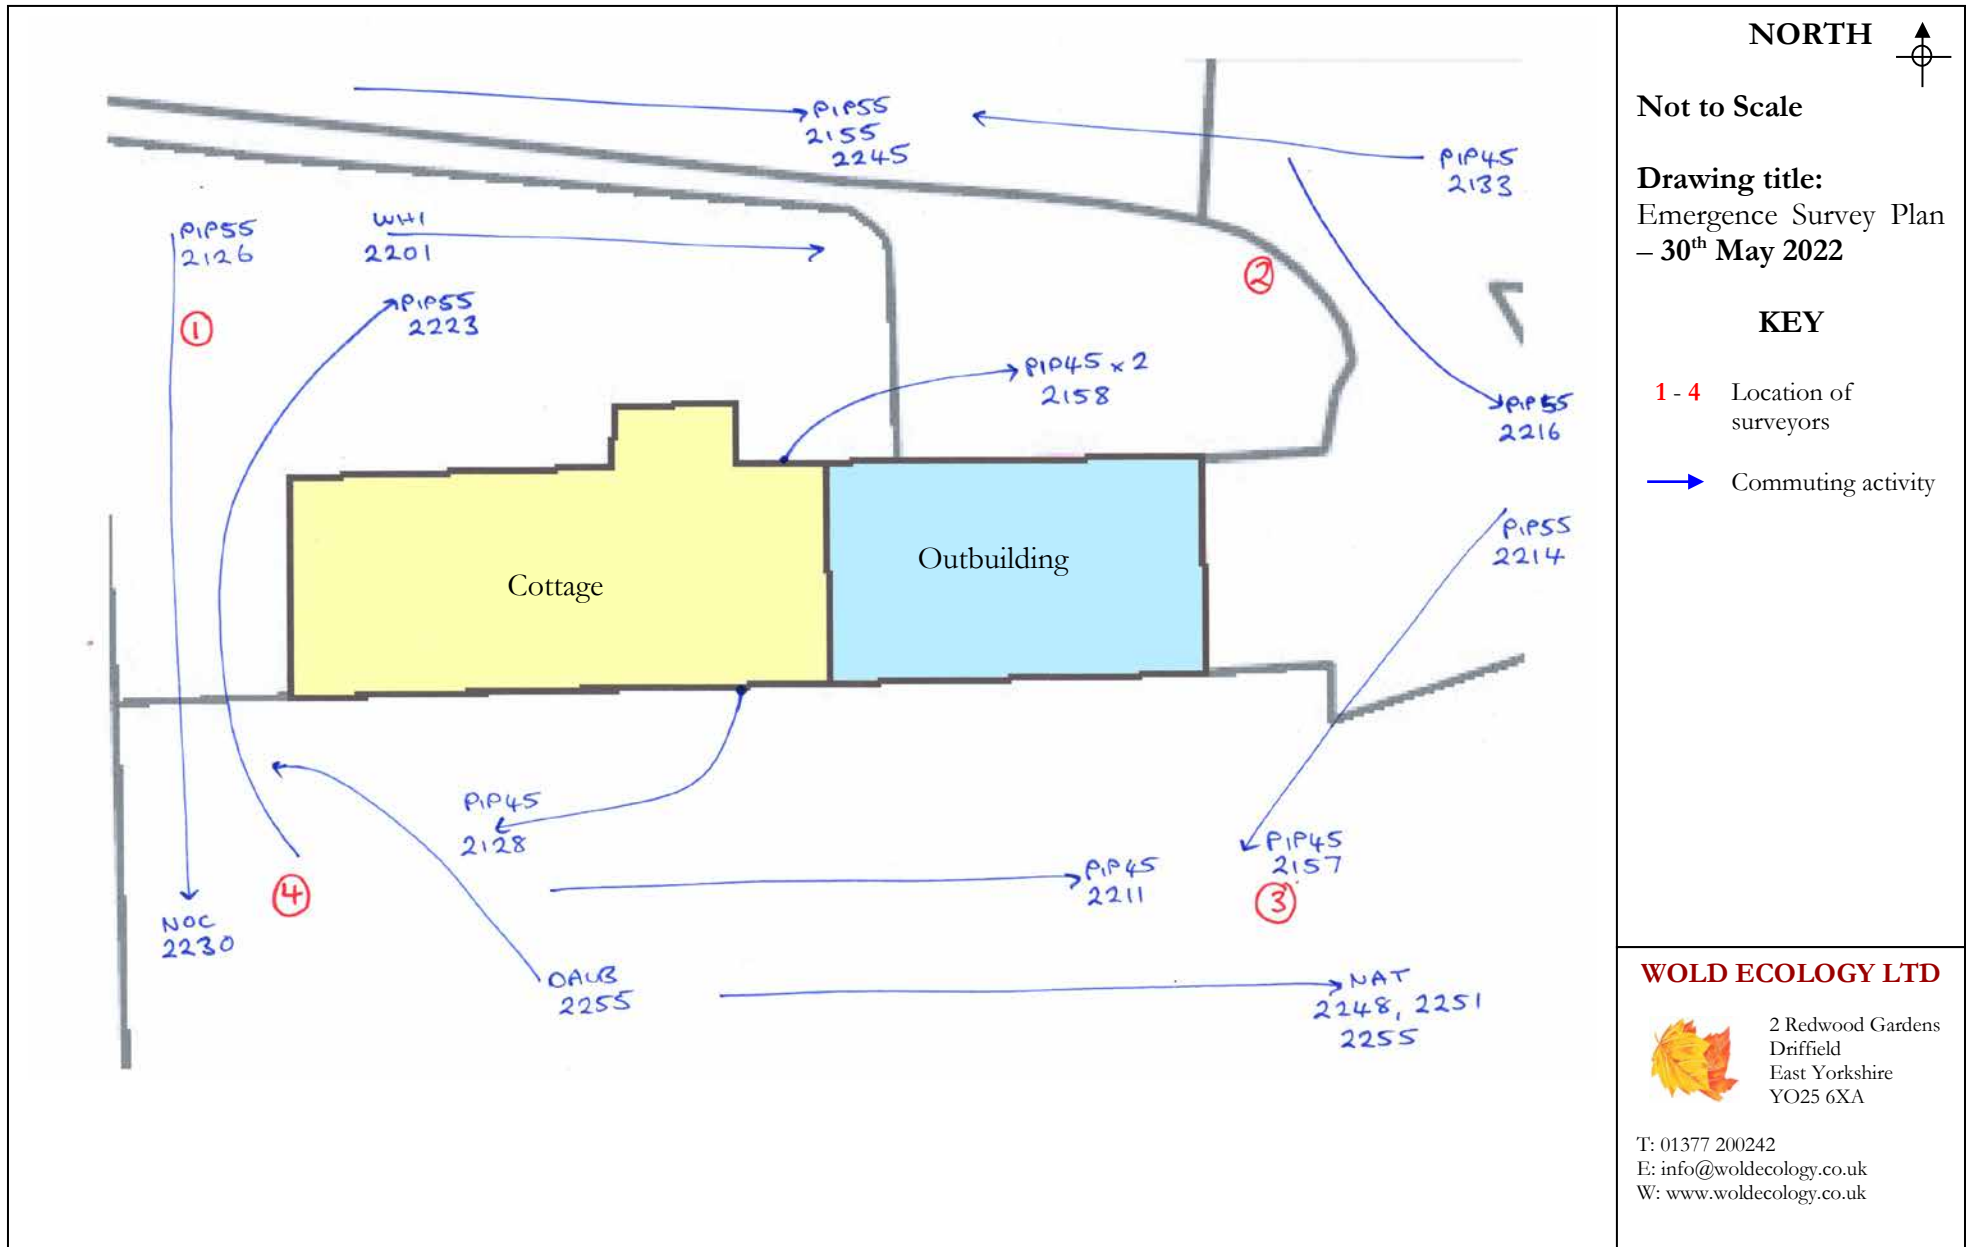 PIP55
2155
2245
PIP45
2133
PIP55
2126
WHI
2201
2
PIP55
2223
1
PIP45 x 2
2158
PIP55
2216
Cottage
Outbuilding
PIP55
2214
PIP45
2128
PIP45
2157
3
PIP45
2211
4
NOC
2230
DAUB
2255
NAT
2248, 2251
2255
NORTH
Not to Scale
Drawing title:
Emergence Survey Plan
– 30th May 2022
KEY
1 - 4 Location of
surveyors
Commuting activity
WOLD ECOLOGY LTD
2 Redwood Gardens
Driffield
East Yorkshire
YO25 6XA
T: 01377 200242
E: info@woldecology.co.uk
W: www.woldecology.co.uk